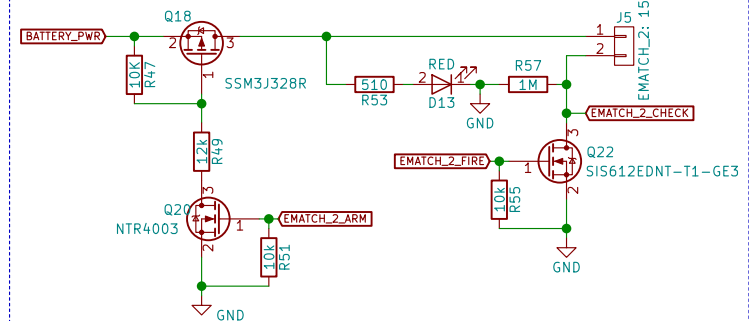 Q18
J5
BATTERY_PWR
2
3
1
2
EMATCH_2: 15
10K
R47
1
SSM3J328R
RED
R57
510
2
1
1M
R53
D13
GND
EMATCH_2_CHECK
12k
R49
3
Q22
EMATCH_2_FIRE
1
SIS612EDNT-T1-GE3
3
2
Q20
10k
R55
NTR4003
1
EMATCH_2_ARM
2
10k
R51
GND
GND